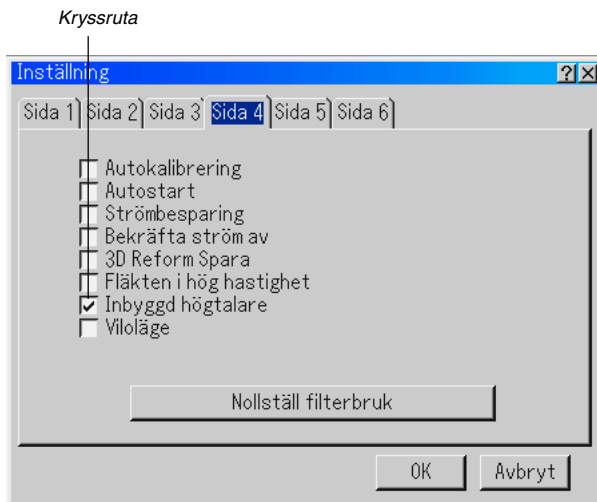 Kryssruta
Inställning
Sida 1 Sida 2 Sida 3 Sida 4 Sida 5 Sida 6
Autokalibrering
Autostart
Strömbesparing
Bekräfta ström av
3D Reform Spara
Fläkten i hög hastighet
Inbyggd högtalare
Viloläge
Nollställ filterbruk
OK Avbryt